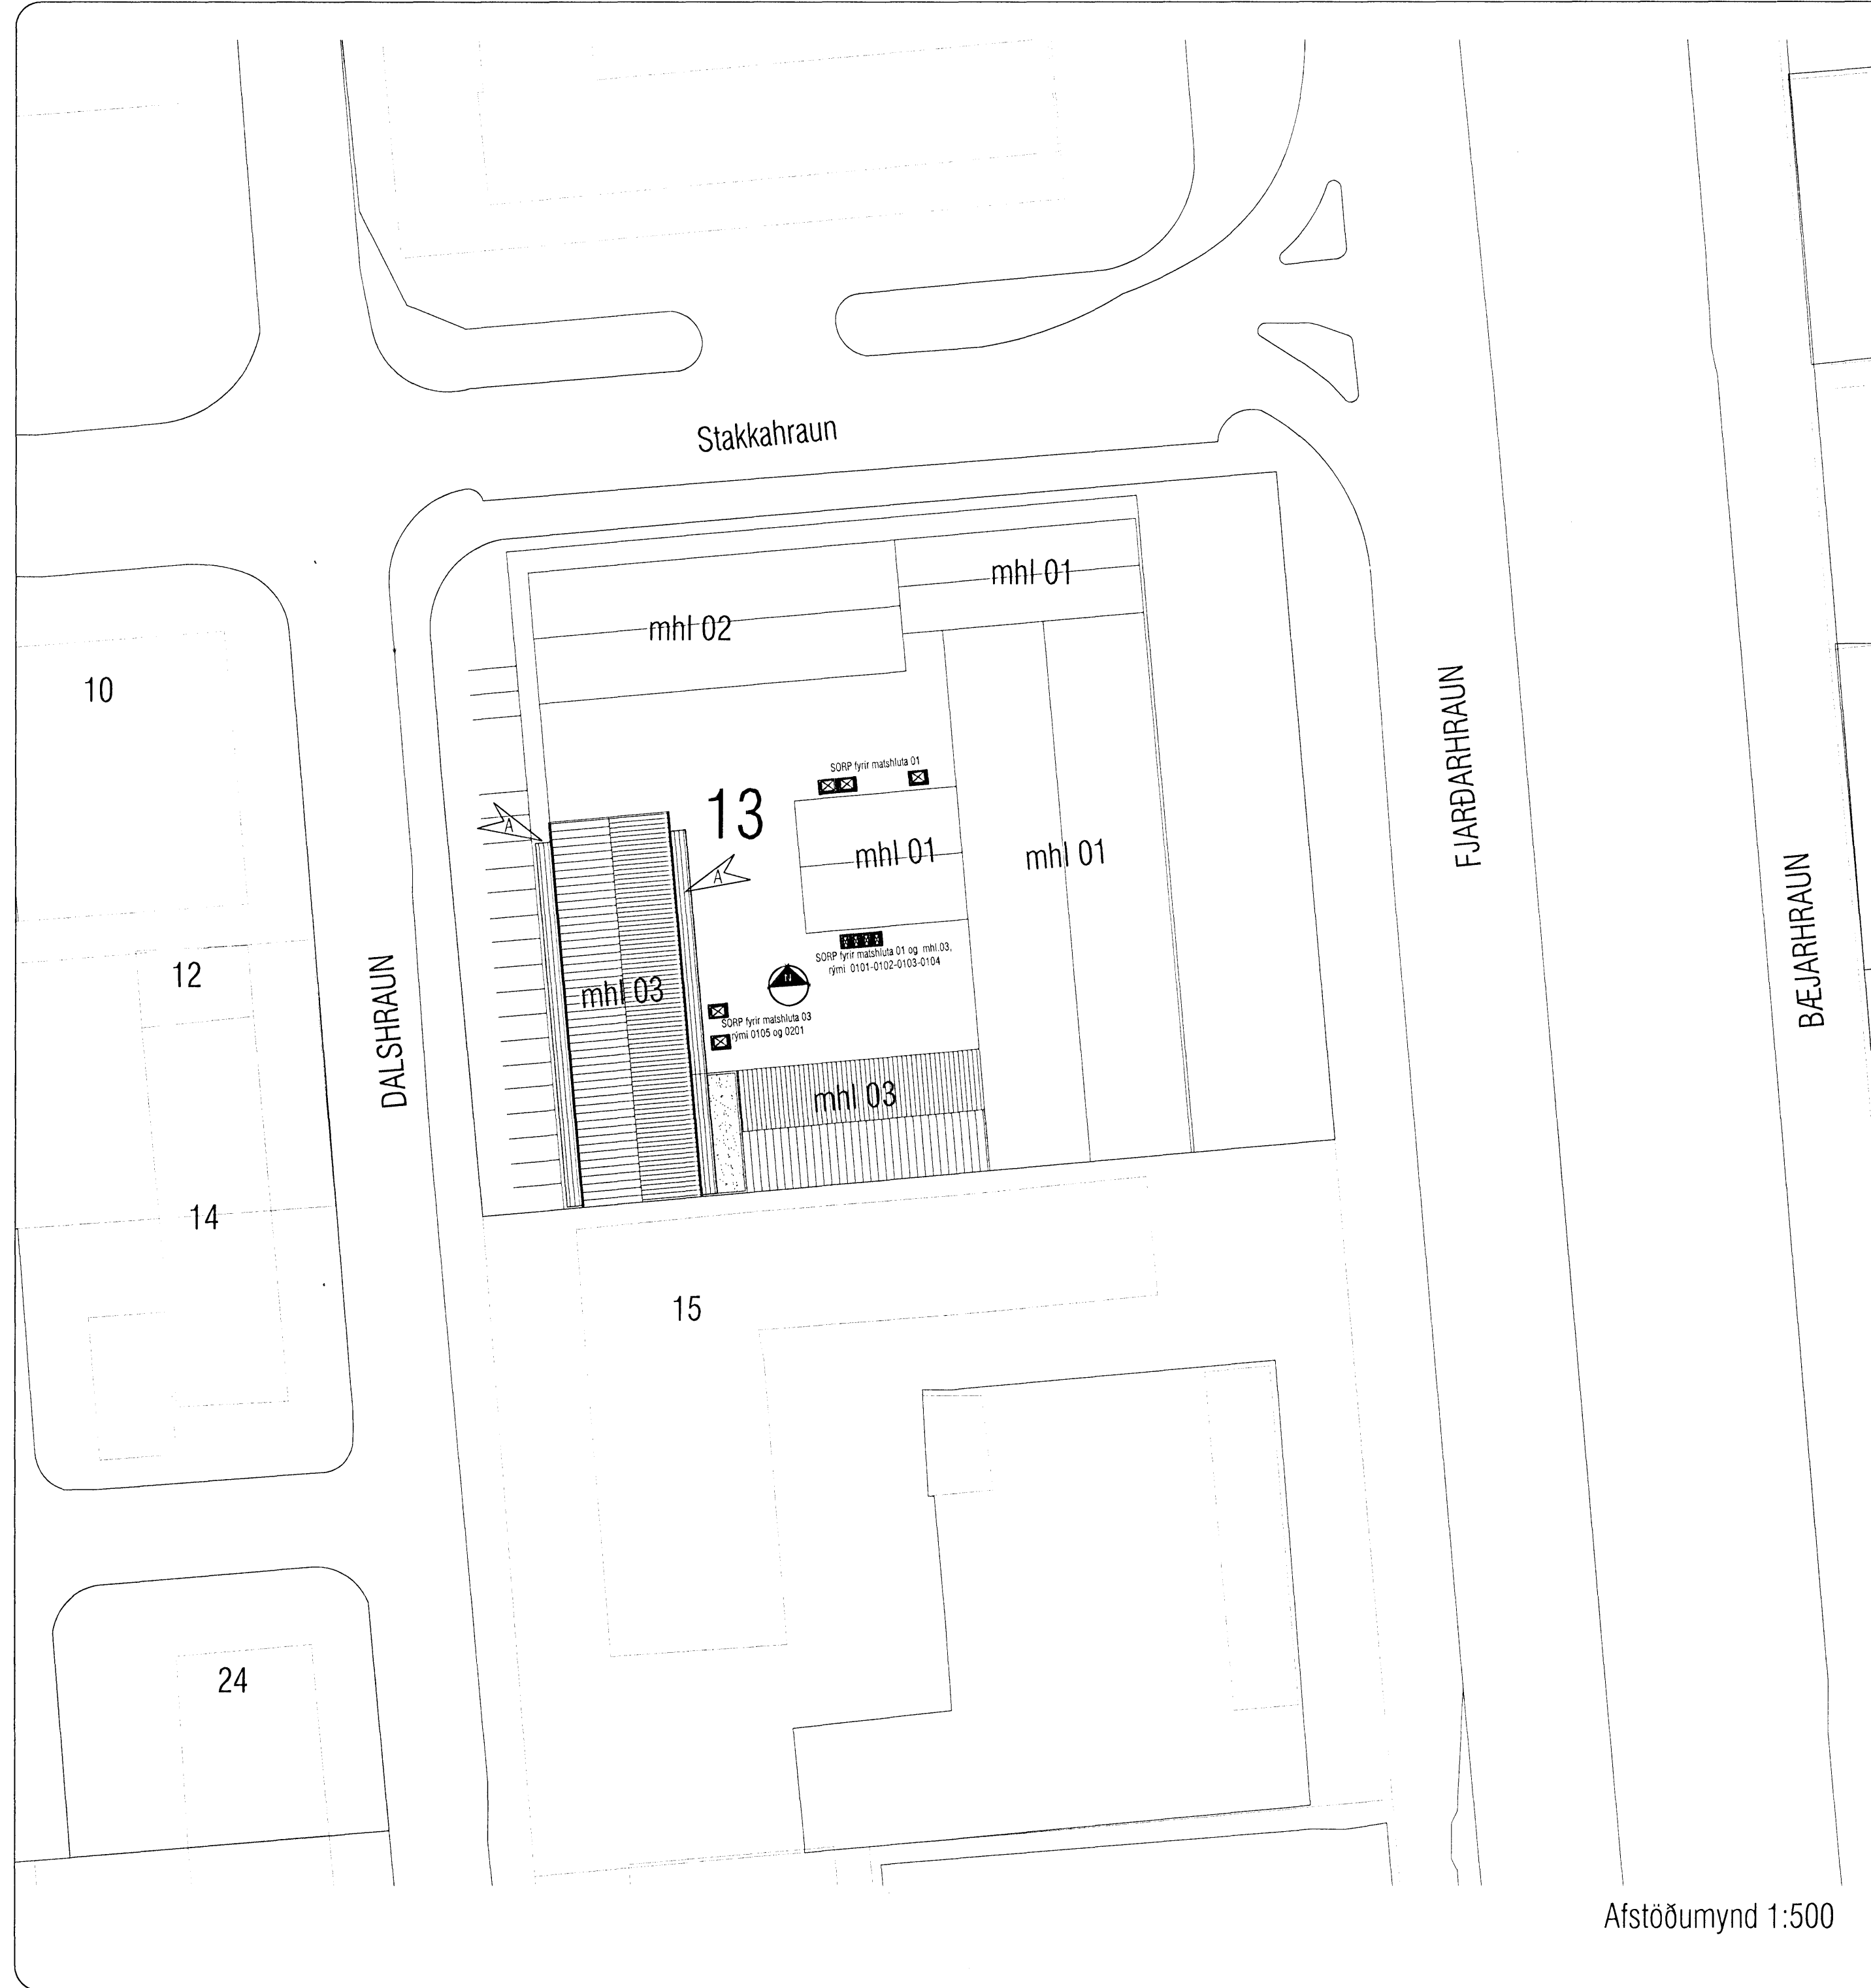 Stakkahraun
mhl 01
mhl 02
10
FJARÐARHRAUN
SORP fyrir matshluta 01
13
A
mhl 01
mhl 01
A
BÆJARHRAUN
SORP fyrir matshluta 01 og mhl.03,
rými 0101-0102-0103-0104
12
DALSHRAUN
mhl 03
SORP fyrir matshluta 03
rými 0105 og 0201
mhl 03
14
15
24
Afstöðumynd 1:500